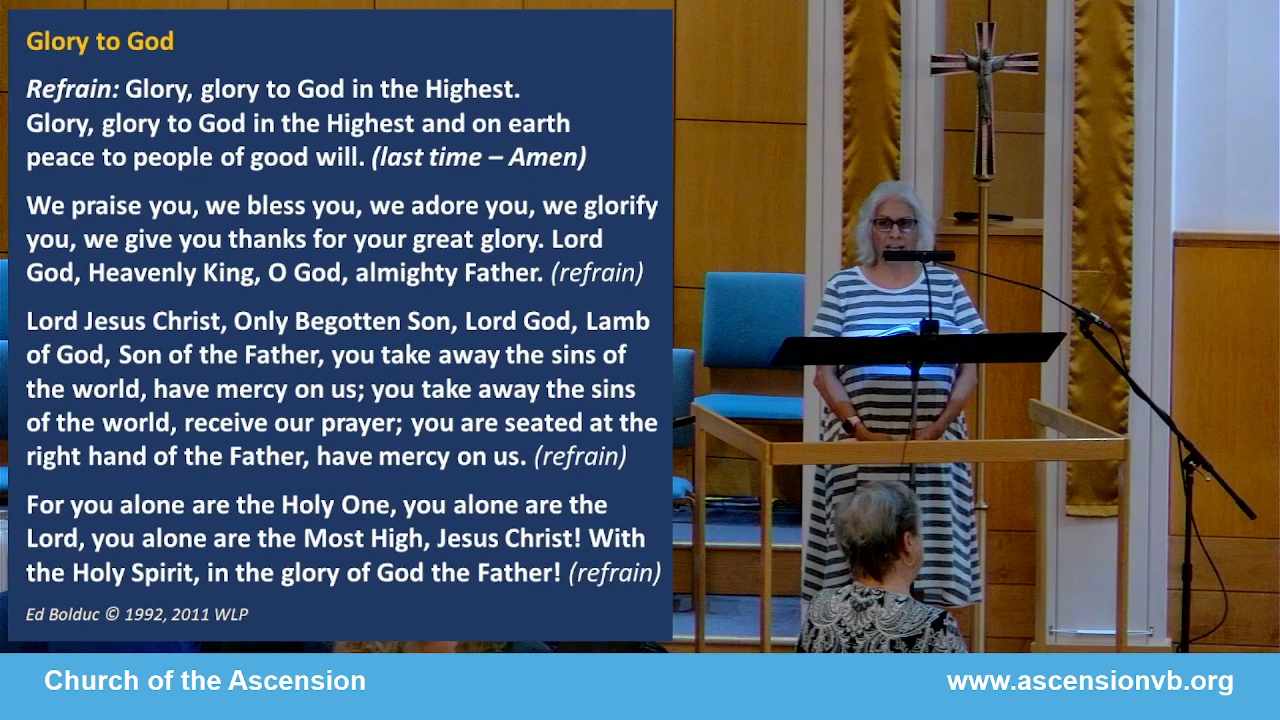 Glory to God
Refrain: Glory, glory to God in the Highest.
Glory, glory to God in the Highest and on earth
peace to people of good will. (last time – Amen)
We praise you, we bless you, we adore you, we glorify
you, we give you thanks for your great glory. Lord
God, Heavenly King, O God, almighty Father. (refrain)
Lord Jesus Christ, Only Begotten Son, Lord God, Lamb
of God, Son of the Father, you take away the sins of
the world, have mercy on us; you take away the sins
of the world, receive our prayer; you are seated at the
right hand of the Father, have mercy on us. (refrain)
For you alone are the Holy One, you alone are the
Lord, you alone are the Most High, Jesus Christ! With
the Holy Spirit, in the glory of God the Father! (refrain)
Ed Bolduc © 1992, 2011 WLP
Church of the Ascension
www.ascensionvb.org